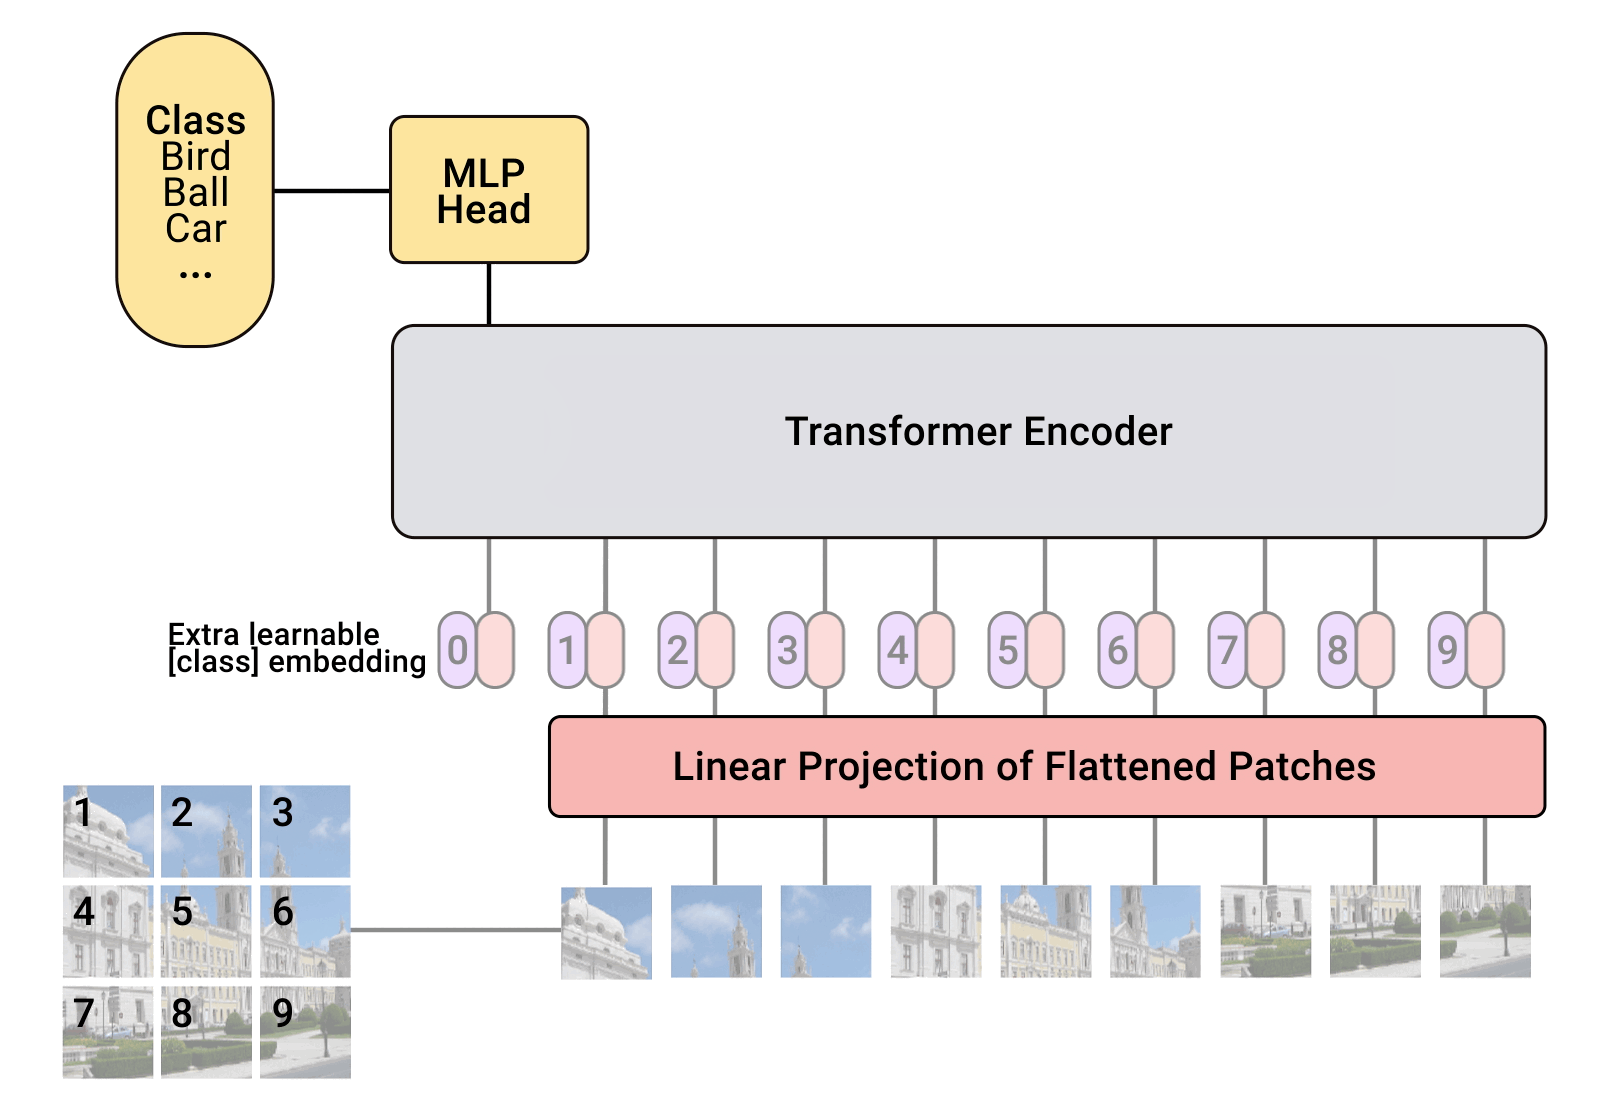 Class
Bird
Ball
Car
...
MLP
Head
Transformer Encoder
Extra learnable
[class] embedding
0 1 2 3 4 5 6 7 8 9
Linear Projection of Flattened Patches
1 2 3
4 5 6
7 8 9